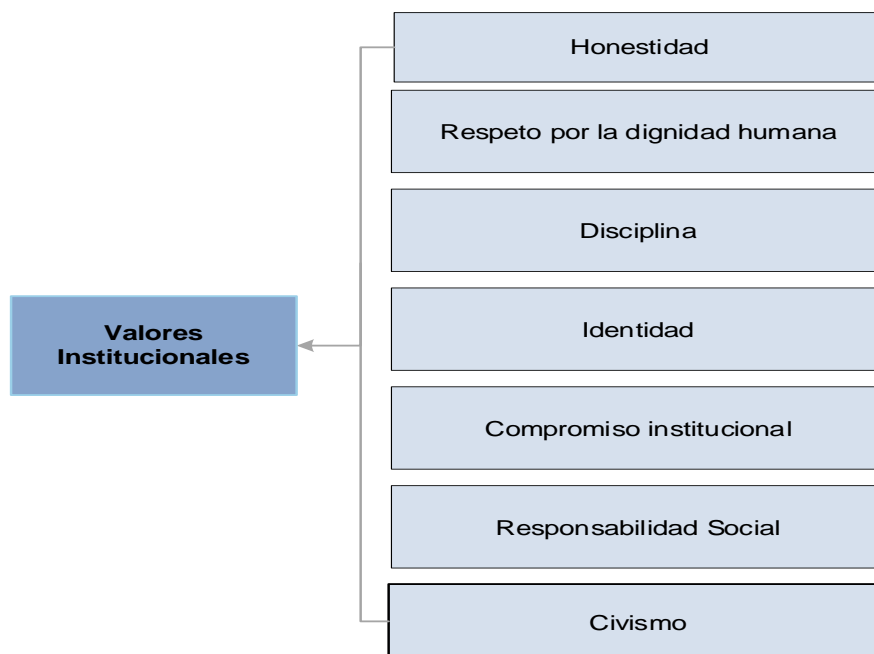 Honestidad
Respeto por la dignidad humana
Disciplina
Identidad
Valores
Institucionales
Compromiso institucional
Responsabilidad Social
Civismo